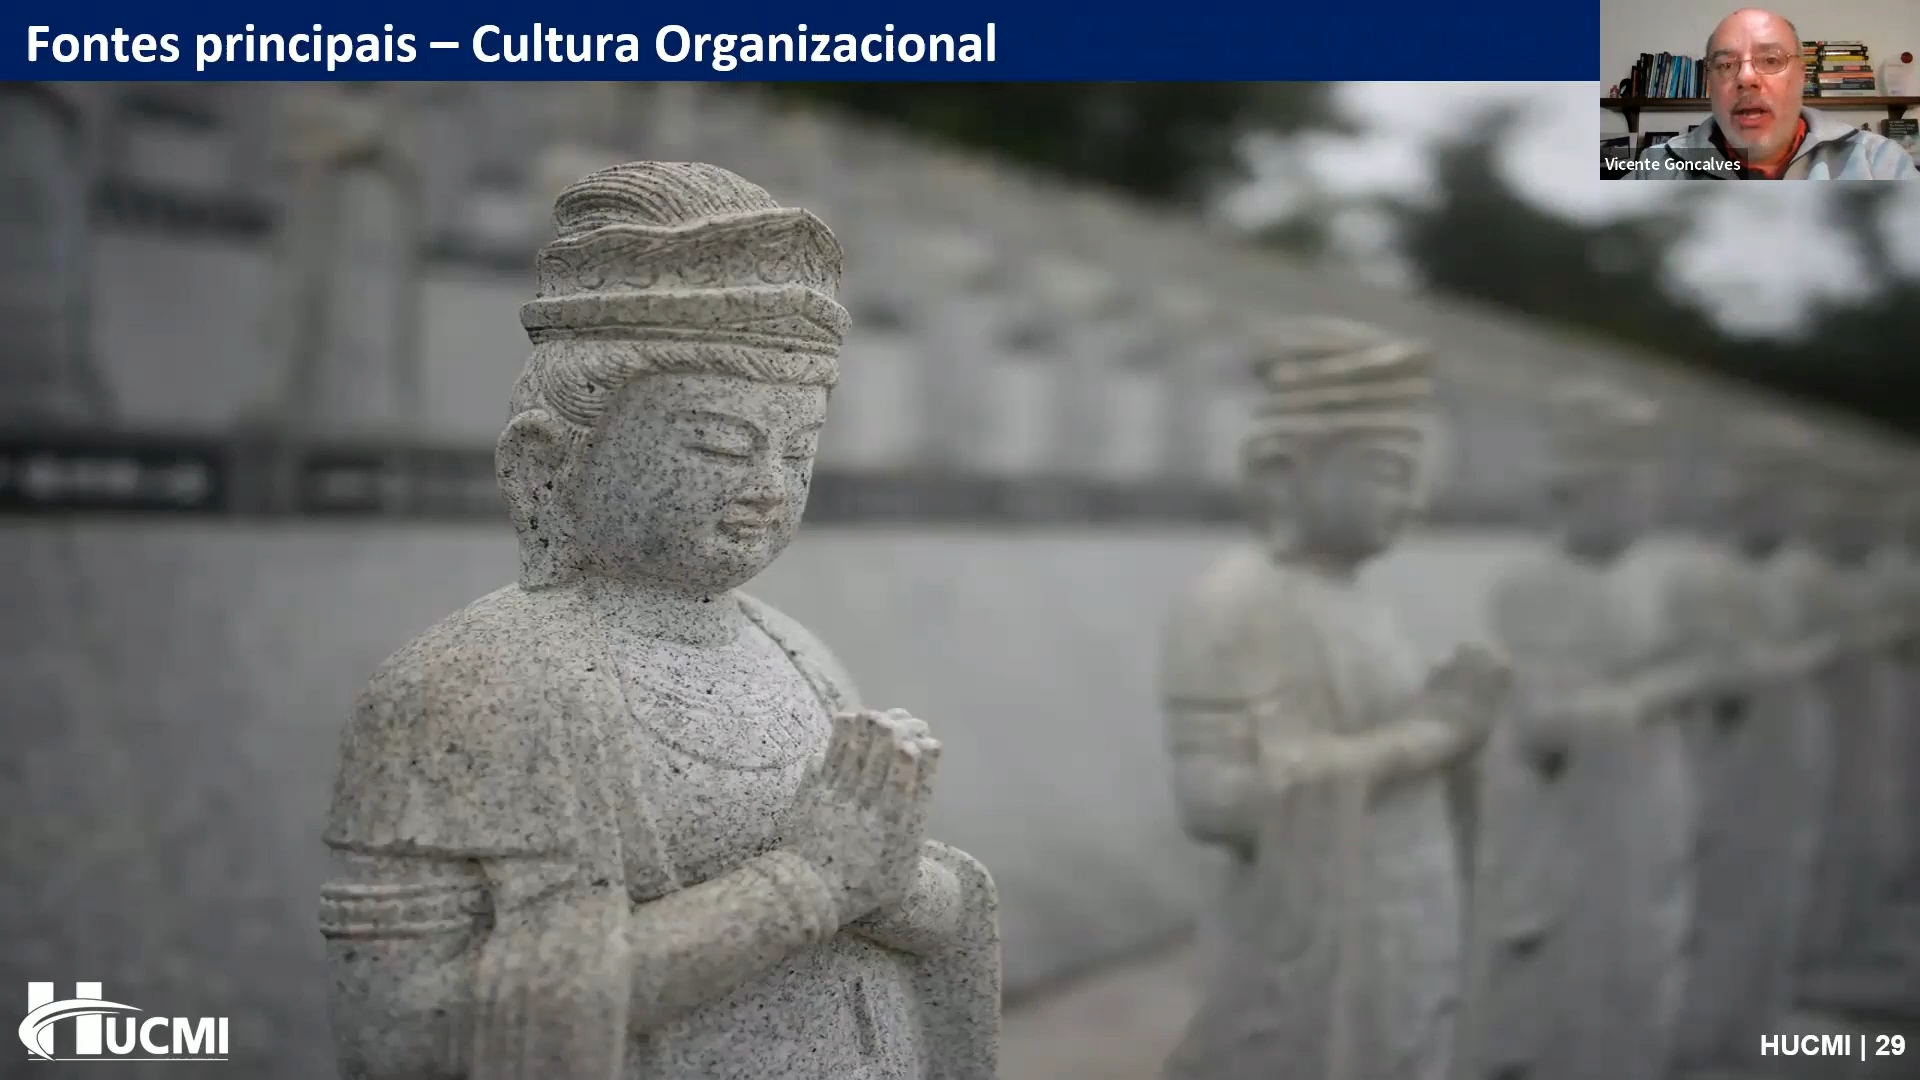 Fontes principais – Cultura Organizacional
Vicente Goncalves
HUCMI
HUCMI | 29